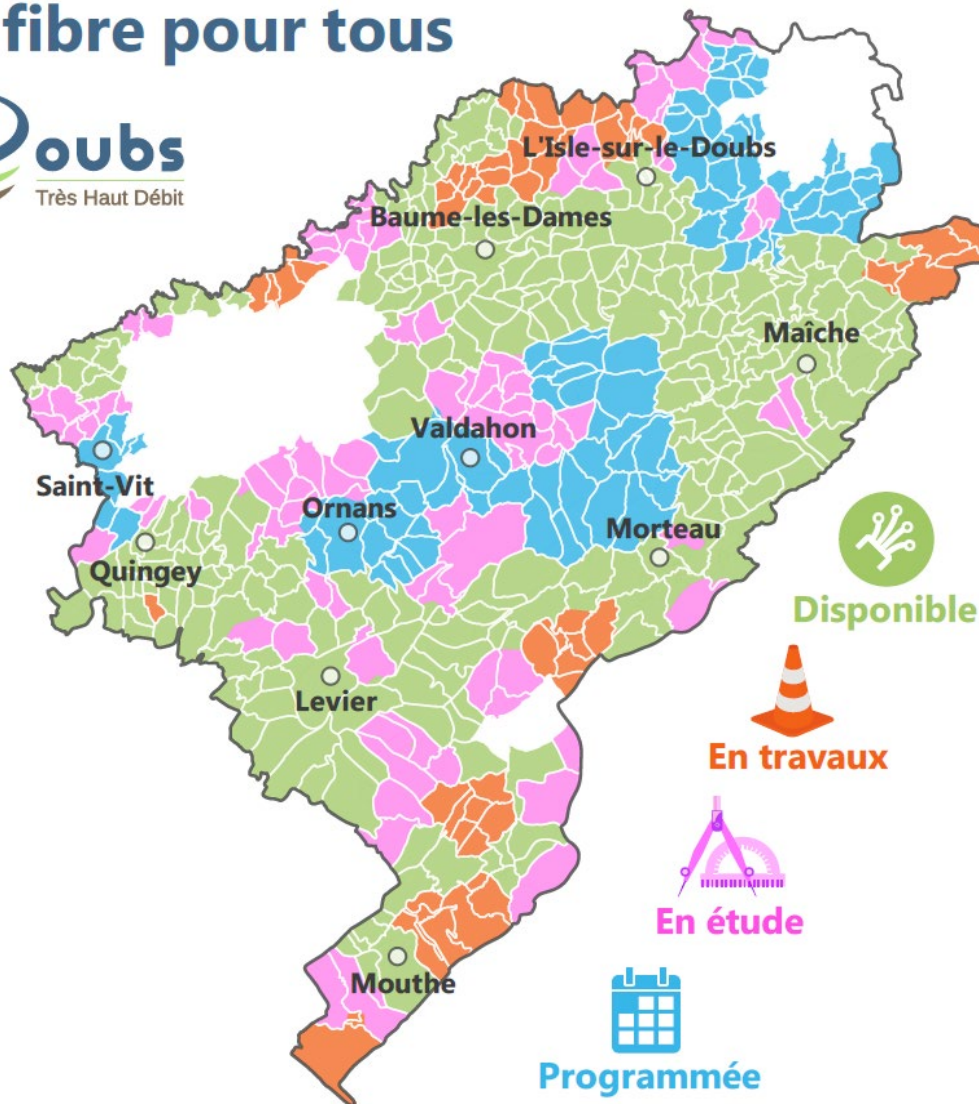 fibre pour tous
Doubs
Très Haut Débit
L'Isle-sur-le-Doubs
Baume-les-Dames
Maîche
Valdahon
Saint-Vit
Ornans
Morteau
Quingey
Disponible
Levier
En travaux
En étude
Mouthe
Programmée